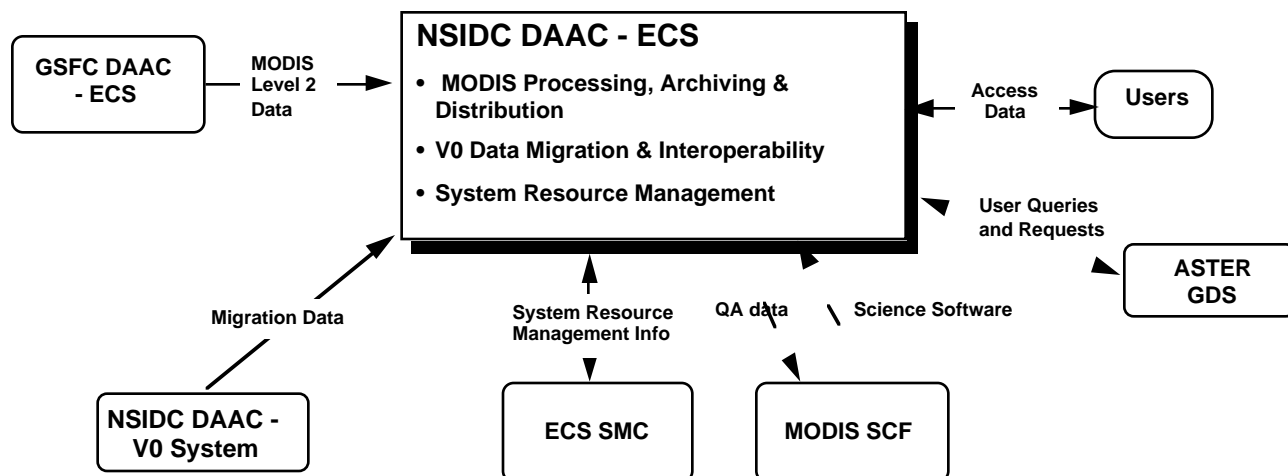 NSIDC DAAC - ECS
• MODIS Processing, Archiving &
Distribution
• V0 Data Migration & Interoperability
• System Resource Management
GSFC DAAC
- ECS
MODIS
Level 2
Data
Access
Data
Users
User Queries
and Requests
ASTER
GDS
Migration Data
System Resource
Management Info
QA data
Science Software
NSIDC DAAC -
V0 System
ECS SMC
MODIS SCF